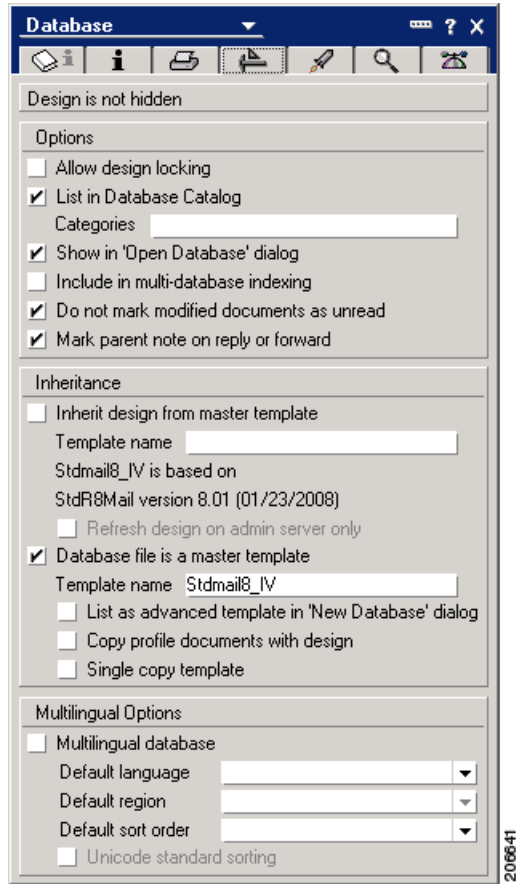 Database
? X
i i
Design is not hidden
Options
Allow design locking
List in Database Catalog
Categories
Show in 'Open Database' dialog
Include in multi-database indexing
Do not mark modified documents as unread
Mark parent note on reply or forward
Inheritance
Inherit design from master template
Template name
Stdmail8_IV is based on
StdR8Mail version 8.01 (01/23/2008)
Refresh design on admin server only
Database file is a master template
Template name Stdmail8_IV
List as advanced template in 'New Database' dialog
Copy profile documents with design
Single copy template
Multilingual Options
Multilingual database
Default language
Default region
Default sort order
Unicode standard sorting
206641